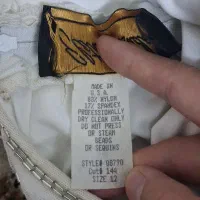 MADE IN
U.S.A.
83% NYLON
17% SPANDEX
PROFESSIONALLY
DRY CLEAN ONLY
DO NOT PRESS
OR STEAM
BEADS
OR SEQUINS
STYLE#
Cut# 144
SIZE 12